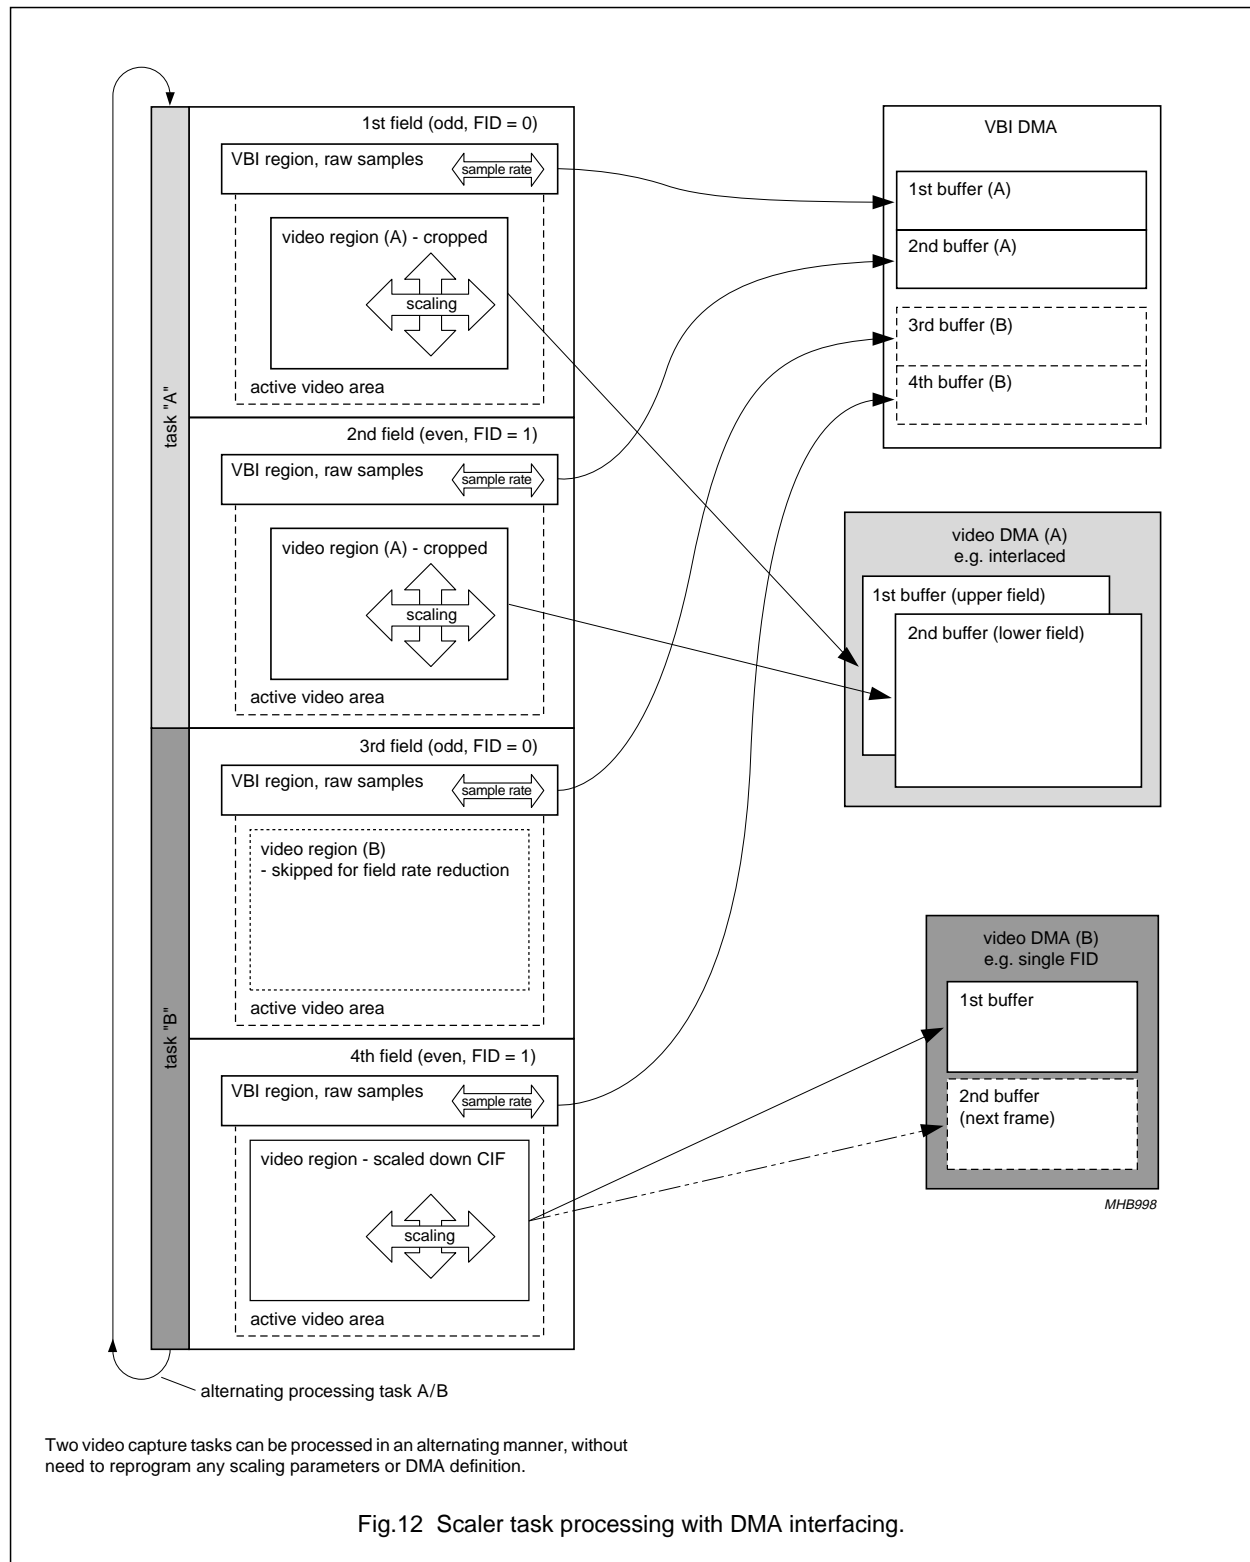 1st field (odd, FID = 0)
VBI region, raw samples
sample rate
video region (A) - cropped
scaling
active video area
task "A"
2nd field (even, FID = 1)
VBI region, raw samples
sample rate
video region (A) - cropped
scaling
active video area
3rd field (odd, FID = 0)
VBI region, raw samples
sample rate
video region (B)
- skipped for field rate reduction
active video area
task "B"
4th field (even, FID = 1)
VBI region, raw samples
sample rate
video region - scaled down CIF
scaling
active video area
alternating processing task A/B
VBI DMA
1st buffer (A)
2nd buffer (A)
3rd buffer (B)
4th buffer (B)
video DMA (A)
e.g. interlaced
1st buffer (upper field)
2nd buffer (lower field)
video DMA (B)
e.g. single FID
1st buffer
2nd buffer
(next frame)
MHB998
Two video capture tasks can be processed in an alternating manner, without
need to reprogram any scaling parameters or DMA definition.
Fig.12 Scaler task processing with DMA interfacing.